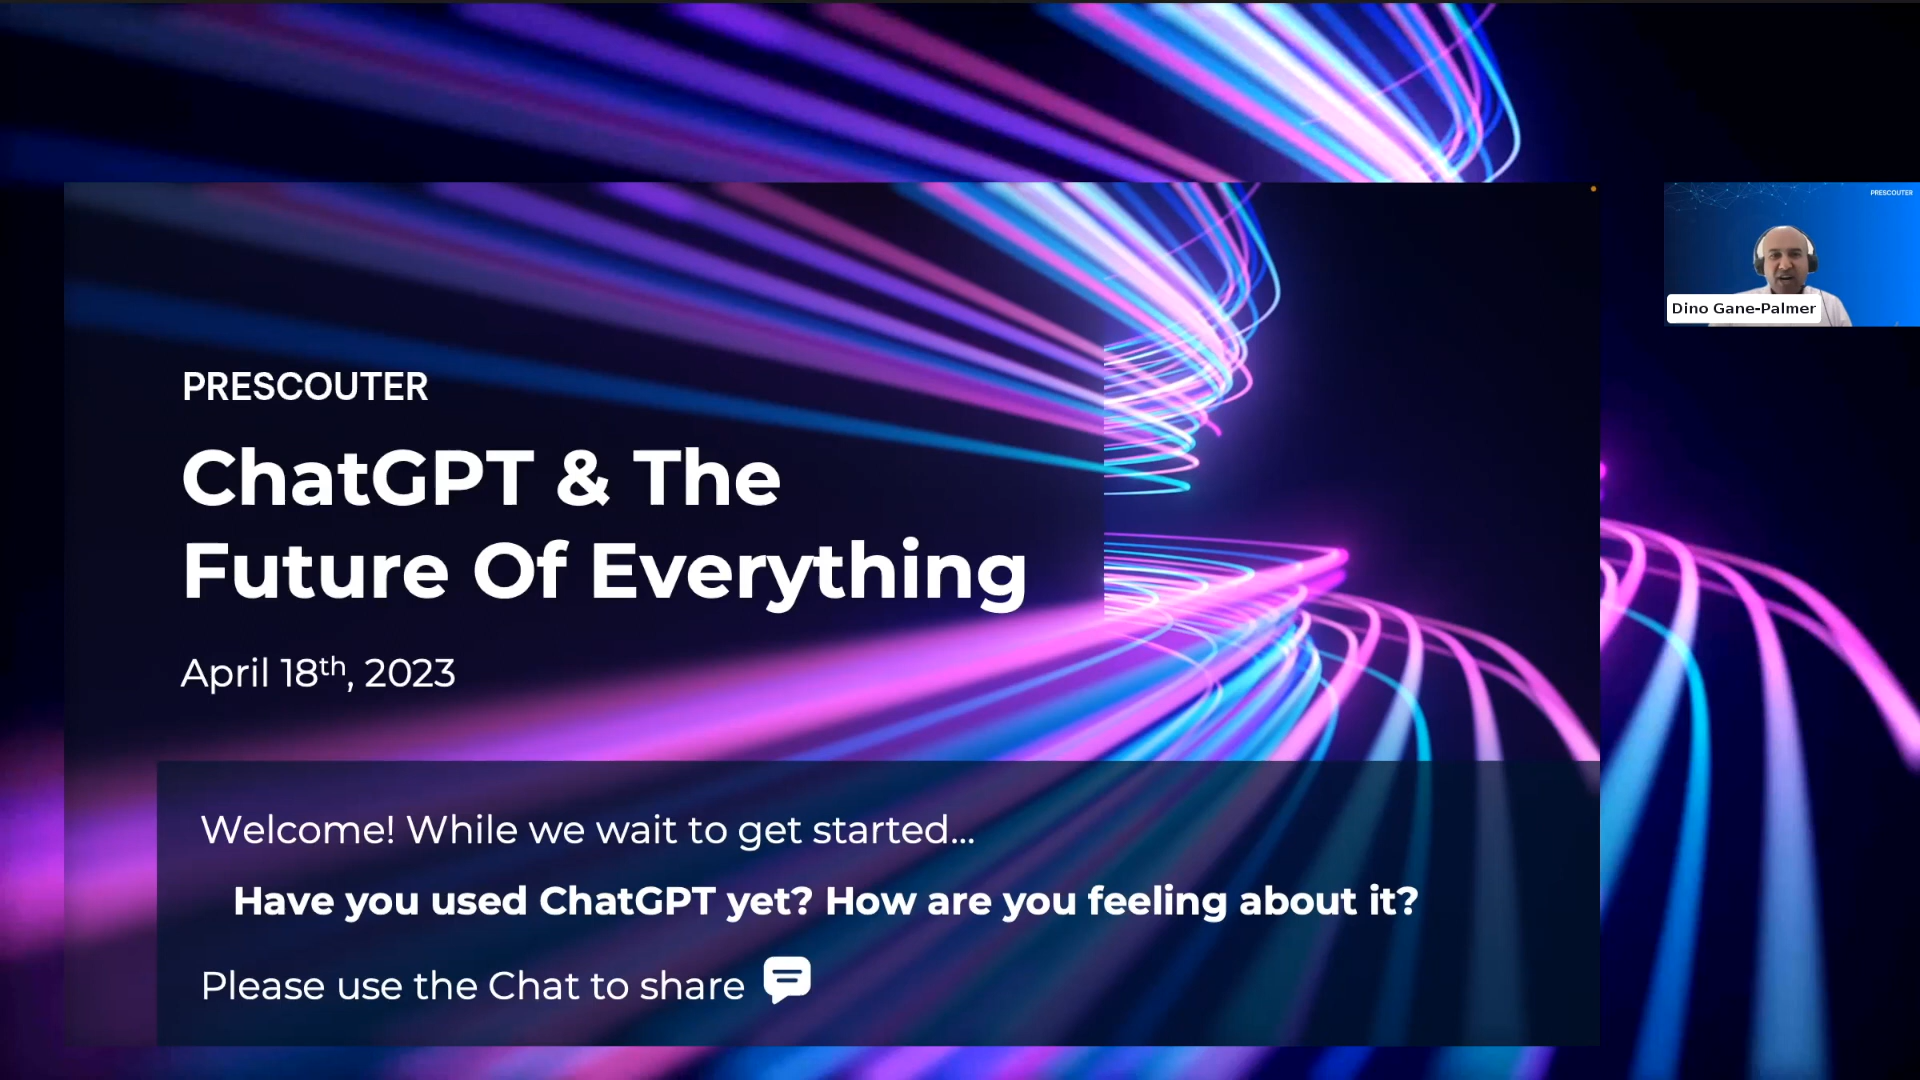 PRESCOUTER
ChatGPT & The
Future Of Everything
April 18th, 2023
Welcome! While we wait to get started...
Have you used ChatGPT yet? How are you feeling about it?
Please use the Chat to share
PRESCOUTER
Dino Gane-Palmer